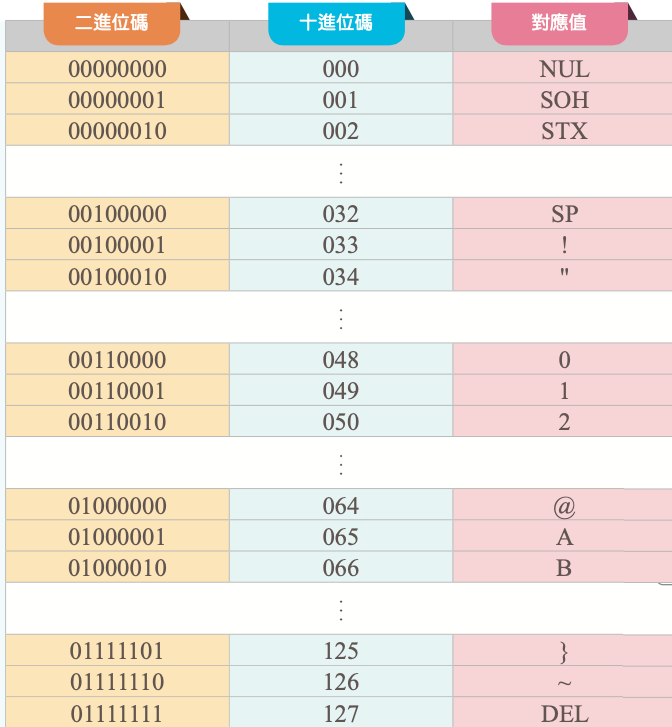 二進位碼 十進位碼 對應值
00000000 000 NUL
00000001 001 SOH
00000010 002 STX
⋮
00100000 032 SP
00100001 033 !
00100010 034 "
⋮
00110000 048 0
00110001 049 1
00110010 050 2
⋮
01000000 064 @
01000001 065 A
01000010 066 B
⋮
01111101 125 }
01111110 126 ~
01111111 127 DEL